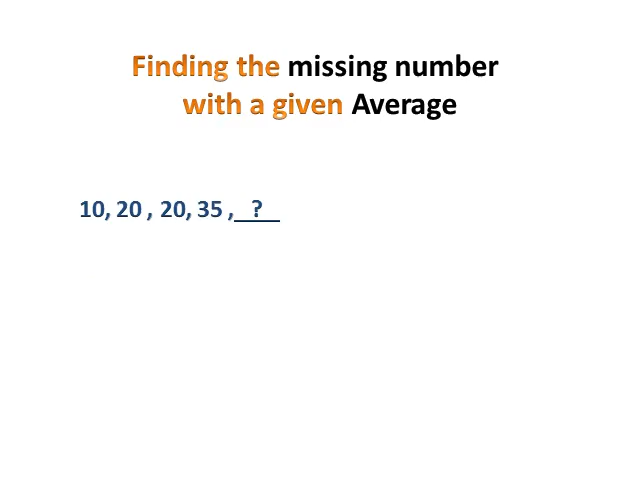 Finding the missing number
with a given Average
10, 20 , 20, 35 ,  ?